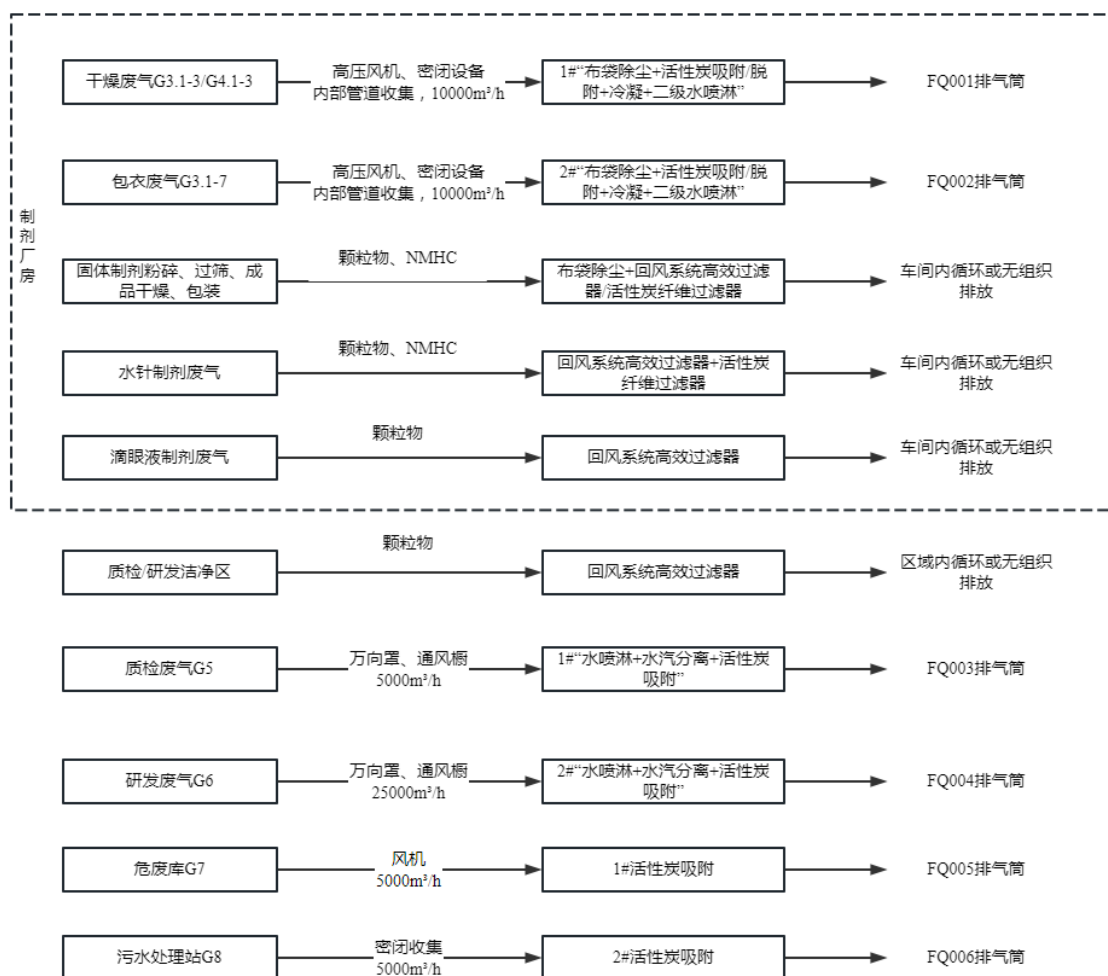 制
剂
厂
房
干燥废气G3.1-3/G4.1-3
高压风机、密闭设备
内部管道收集，10000m³/h
1#“布袋除尘+活性炭吸附/脱
附+冷凝+二级水喷淋”
FQ001排气筒
包衣废气G3.1-7
高压风机、密闭设备
内部管道收集，10000m³/h
2#“布袋除尘+活性炭吸附/脱
附+冷凝+二级水喷淋”
FQ002排气筒
固体制剂粉碎、过筛、成
品干燥、包装
颗粒物、NMHC
布袋除尘+回风系统高效过滤
器/活性炭纤维过滤器
车间内循环或无组织
排放
水针制剂废气
颗粒物、NMHC
回风系统高效过滤器+活性炭
纤维过滤器
车间内循环或无组织
排放
滴眼液制剂废气
颗粒物
回风系统高效过滤器
车间内循环或无组织
排放
质检/研发洁净区
颗粒物
回风系统高效过滤器
区域内循环或无组织
排放
质检废气G5
万向罩、通风橱
5000m³/h
1#“水喷淋+水汽分离+活性炭
吸附”
FQ003排气筒
研发废气G6
万向罩、通风橱
25000m³/h
2#“水喷淋+水汽分离+活性炭
吸附”
FQ004排气筒
危废库G7
风机
5000m³/h
1#活性炭吸附
FQ005排气筒
污水处理站G8
密闭收集
5000m³/h
2#活性炭吸附
FQ006排气筒